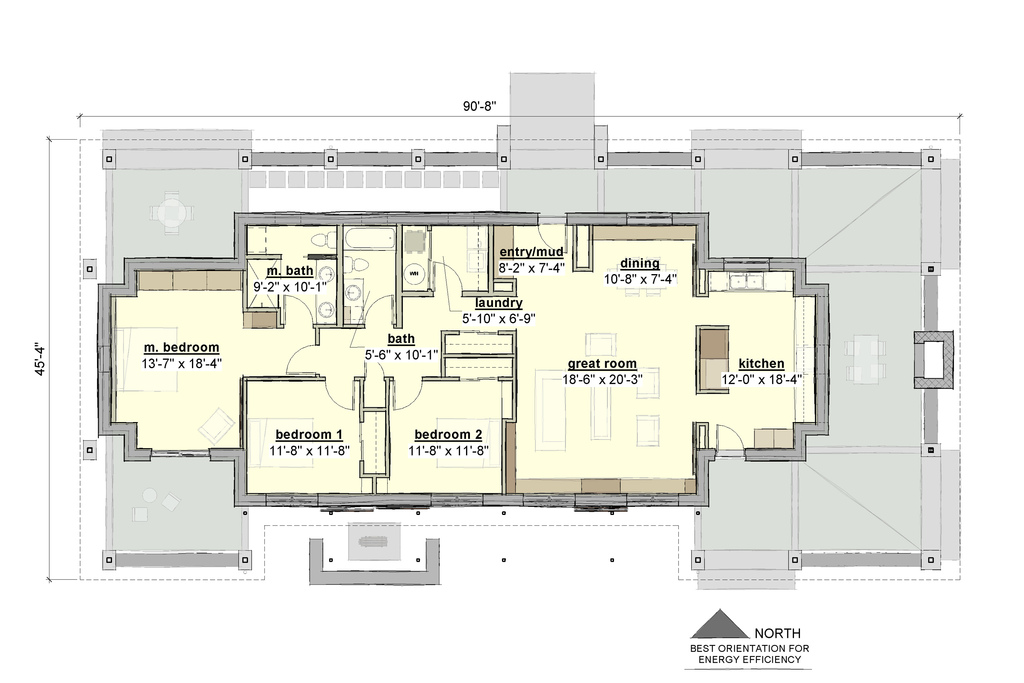 90'-8"
45'-4"
entry/mud
8'-2" x 7'-4"
dining
10'-8" x 7'-4"
m. bath
9'-2" x 10'-1"
WH
laundry
5'-10" x 6'-9"
bath
5'-6" x 10'-1"
m. bedroom
13'-7" x 18'-4"
great room
18'-6" x 20'-3"
kitchen
12'-0" x 18'-4"
bedroom 1
11'-8" x 11'-8"
bedroom 2
11'-8" x 11'-8"
NORTH
BEST ORIENTATION FOR
ENERGY EFFICIENCY